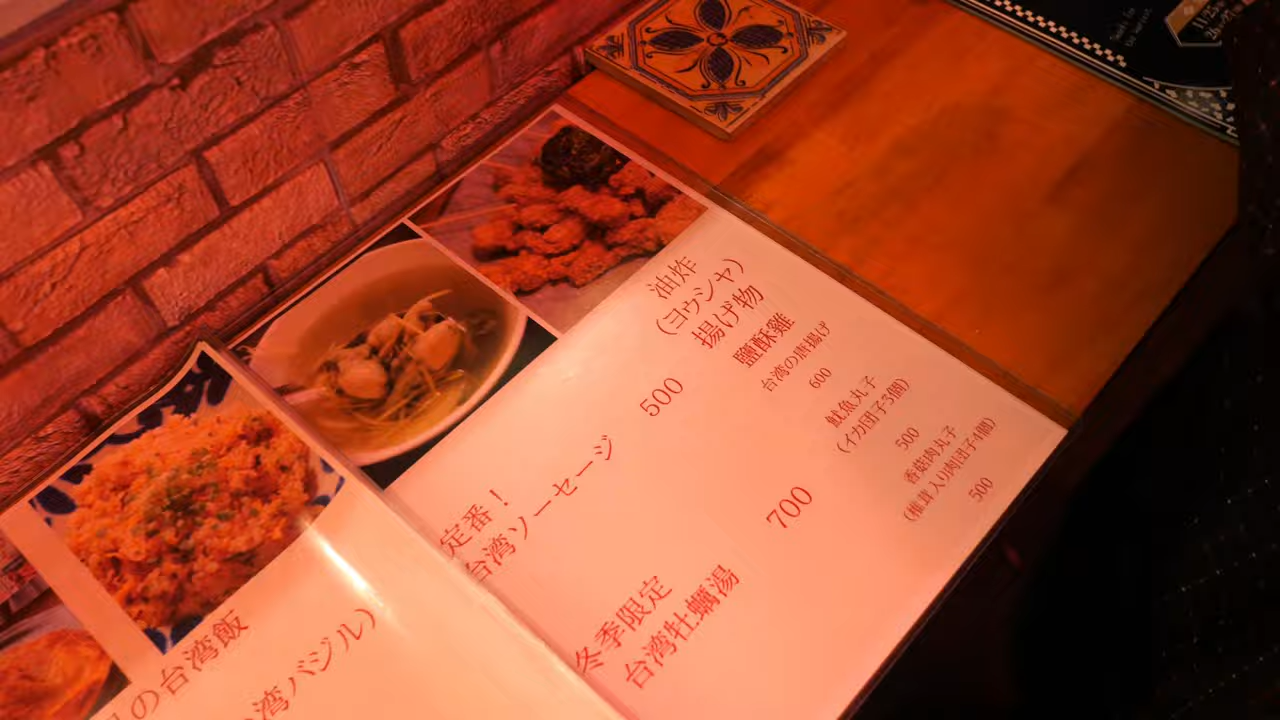 油炸
(ヨゥシャ)
揚げ物
鹽酥雞
台湾の唐揚げ
600
魷魚丸子
(イカ団子3個)
500
香菇肉丸子
(椎茸入り肉団子4個)
500
定番！
台湾ソーセージ
500
冬季限定
台湾牡蠣湯
700
の台湾飯
湾バジル)